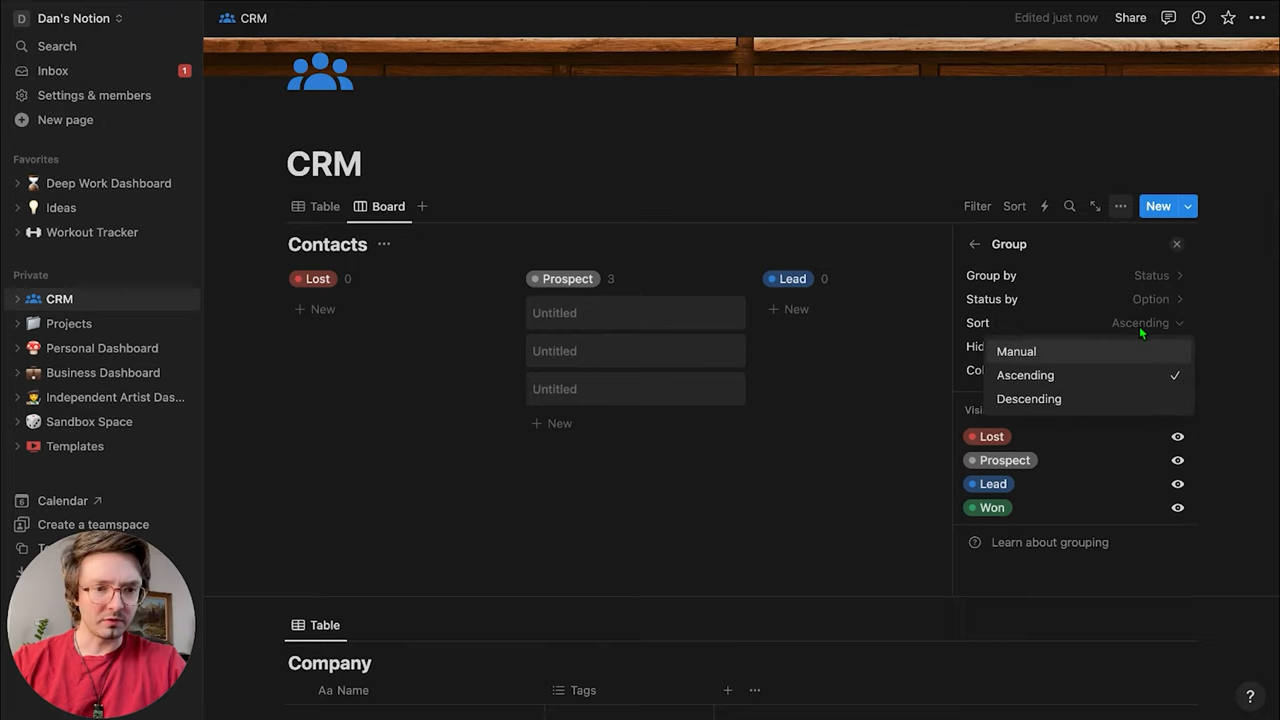 D Dan's Notion
CRM
Edited just now
Share
Search
Inbox 1
Settings & members
New page
Favorites
Deep Work Dashboard
Ideas
Workout Tracker
Private
CRM
Projects
Personal Dashboard
Business Dashboard
Independent Artist Das...
Sandbox Space
Templates
Calendar
6
Create a teamspace
CRM
Table Board
Filter Sort New
Contacts
Lost 0
Prospect 3
Lead 0
New
Untitled
Untitled
Untitled
New
New
Group
Group by Status
Status by Option
Sort Ascending
Manual
Ascending
Descending
Lost
Prospect
Lead
Won
Learn about grouping
Table
Company
Aa Name
Tags
?